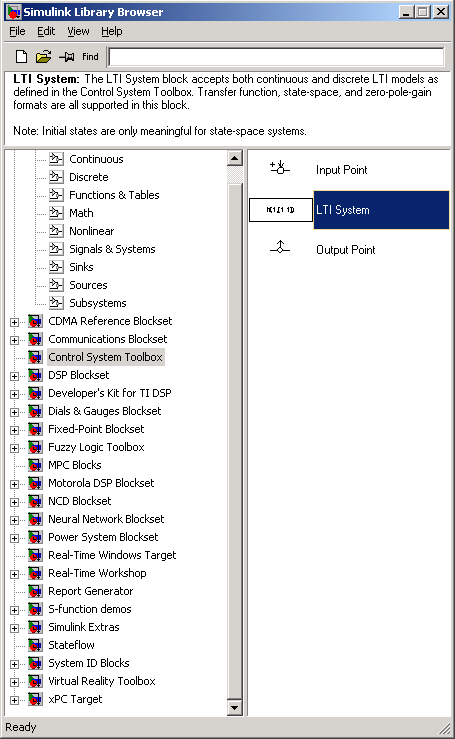 Simulink Library Browser
File Edit View Help
Find
LTI System: The LTI System block accepts both continuous and discrete LTI models as
defined in the Control System Toolbox. Transfer function, state-space, and zero-pole-gain
formats are all supported in this block.
Note: Initial states are only meaningful for state-space systems.
Continuous
Discrete
Functions & Tables
Math
Nonlinear
Signals & Systems
Sinks
Sources
Subsystems
CDMA Reference Blockset
Communications Blockset
Control System Toolbox
DSP Blockset
Developer's Kit for TI DSP
Dials & Gauges Blockset
Fixed-Point Blockset
Fuzzy Logic Toolbox
MPC Blocks
Motorola DSP Blockset
NCD Blockset
Neural Network Blockset
Power System Blockset
Real-Time Windows Target
Real-Time Workshop
Report Generator
S-function demos
Simulink Extras
Stateflow
System ID Blocks
Virtual Reality Toolbox
xPC Target
Input Point
LTI System
Output Point
Ready